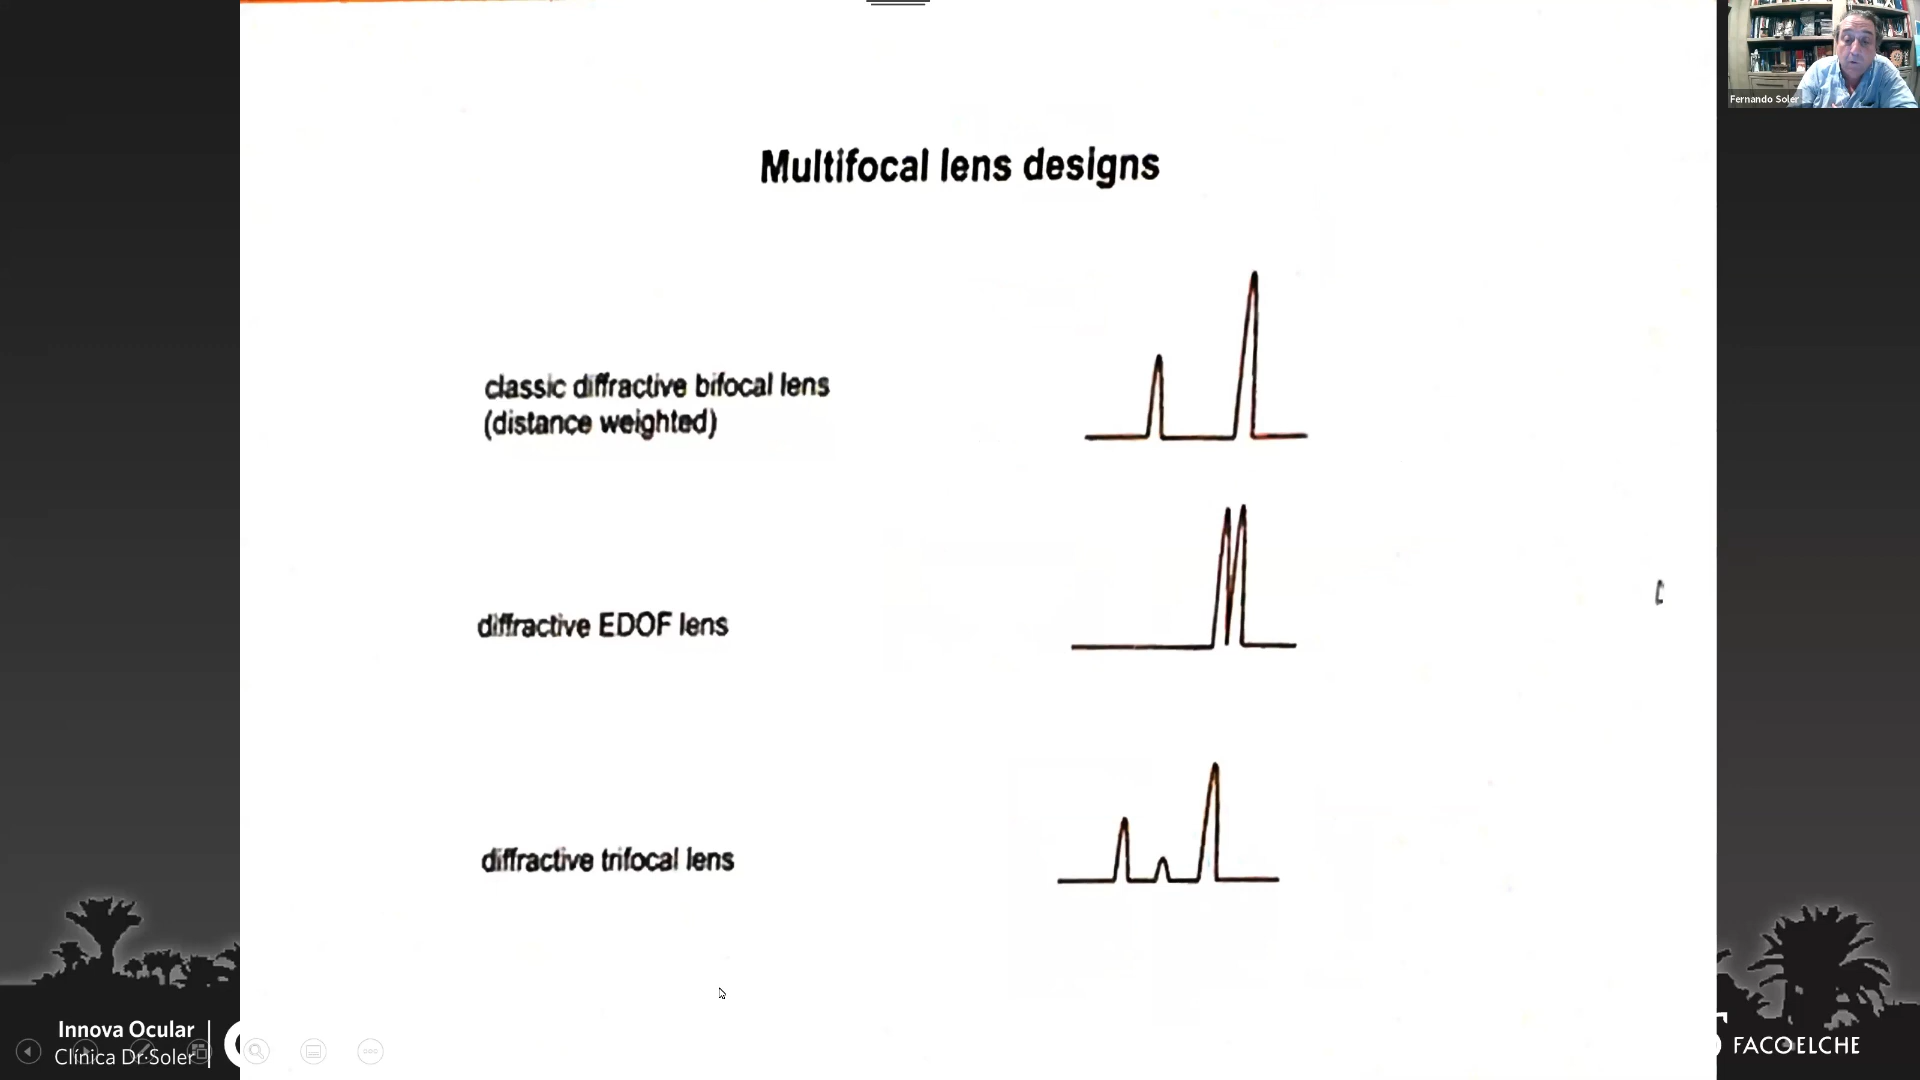 Fernando Soler
Multifocal lens designs
classic diffractive bifocal lens
(distance weighted)
diffractive EDOF lens
diffractive trifocal lens
Innova Ocular
Clínica Dr·Soler
FACOELCHE